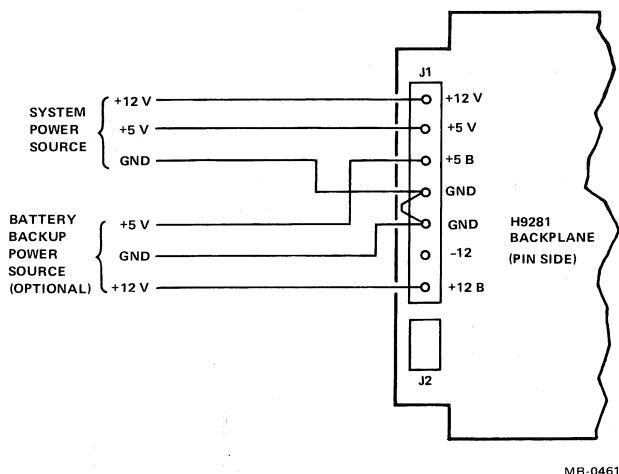 J1
SYSTEM
POWER
SOURCE
+12 V
+5 V
GND
BATTERY
BACKUP
POWER
SOURCE
(OPTIONAL)
+5 V
GND
+12 V
+12 V
+5 V
+5 B
GND
GND
–12
+12 B
H9281
BACKPLANE
(PIN SIDE)
J2
MR-0461